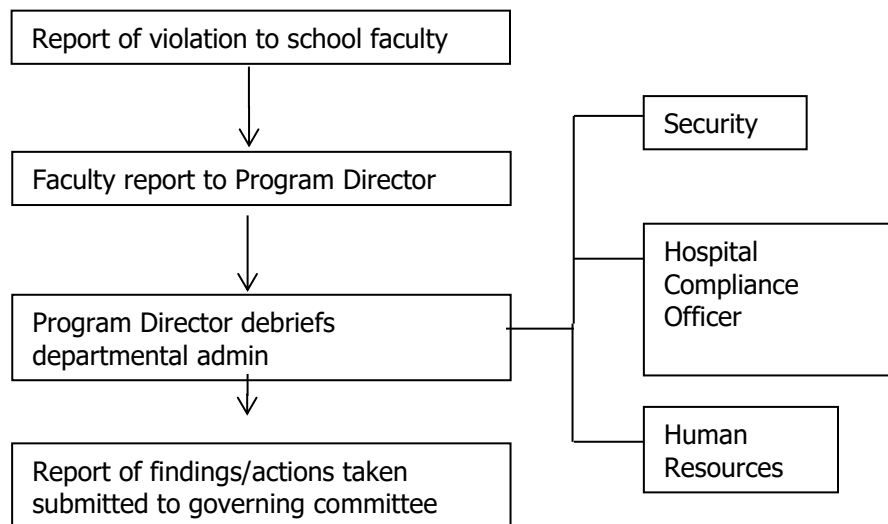 Report of violation to school faculty
Faculty report to Program Director
Program Director debriefs
departmental admin
Report of findings/actions taken
submitted to governing committee
Security
Hospital
Compliance
Officer
Human
Resources